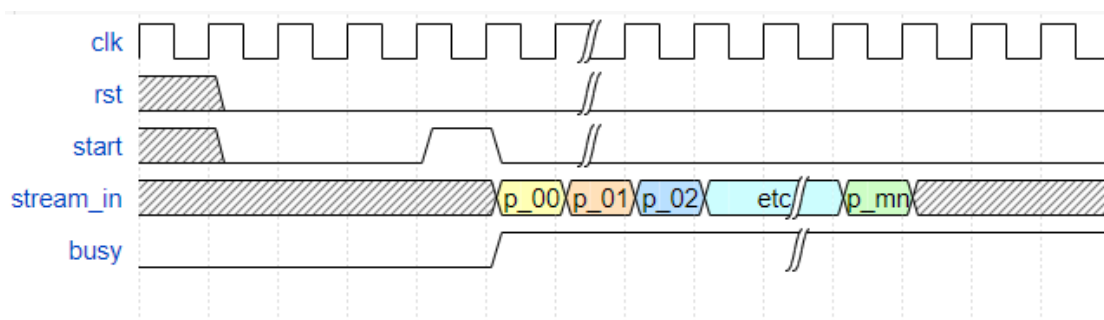 clk
rst
start
stream_in p_00 p_01 p_02 etc p_mn
busy